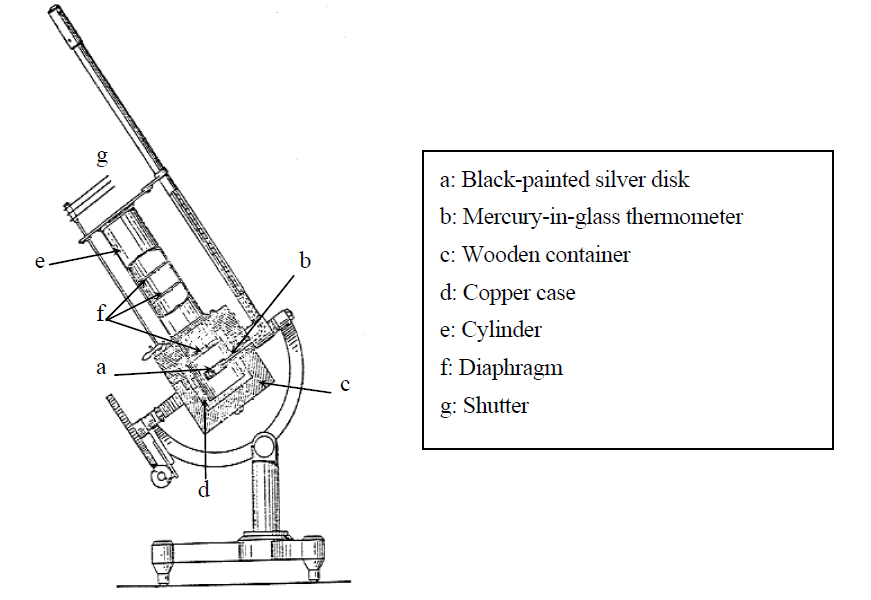 g
e
b
f
a
c
d
a: Black-painted silver disk
b: Mercury-in-glass thermometer
c: Wooden container
d: Copper case
e: Cylinder
f: Diaphragm
g: Shutter